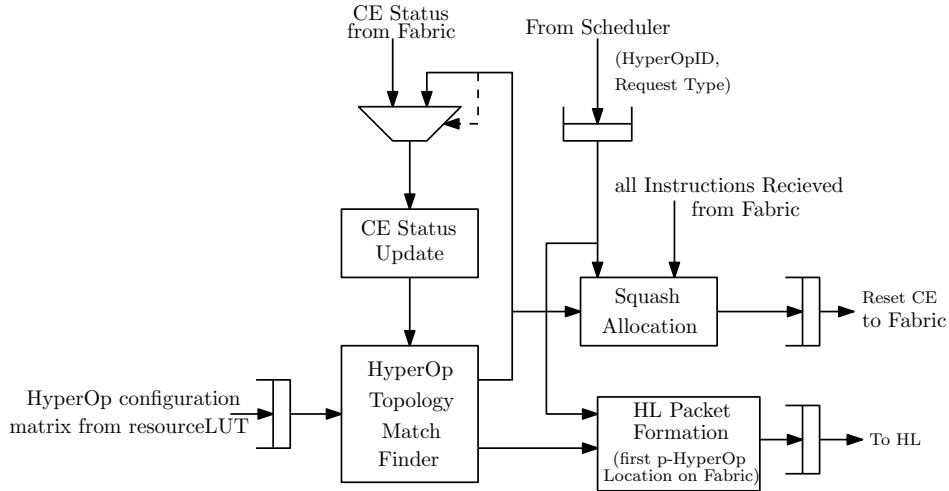 CE Status
from Fabric
From Scheduler
(HyperOpID,
Request Type)
all Instructions Recieved
from Fabric
CE Status
Update
Squash
Allocation
Reset CE
to Fabric
HyperOp configuration
matrix from resourceLUT
HyperOp
Topology
Match
Finder
HL Packet
Formation
(first p-HyperOp
Location on Fabric)
To HL